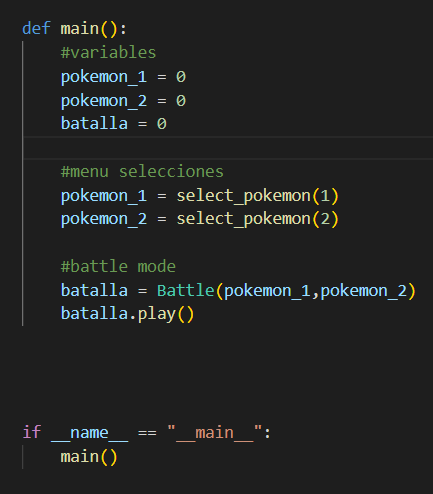 def main():
    #variables
    pokemon_1 = 0
    pokemon_2 = 0
    batalla = 0
    #menu selecciones
    pokemon_1 = select_pokemon(1)
    pokemon_2 = select_pokemon(2)
    #battle mode
    batalla = Battle(pokemon_1,pokemon_2)
    batalla.play()
if __name__ == "__main__":
    main()